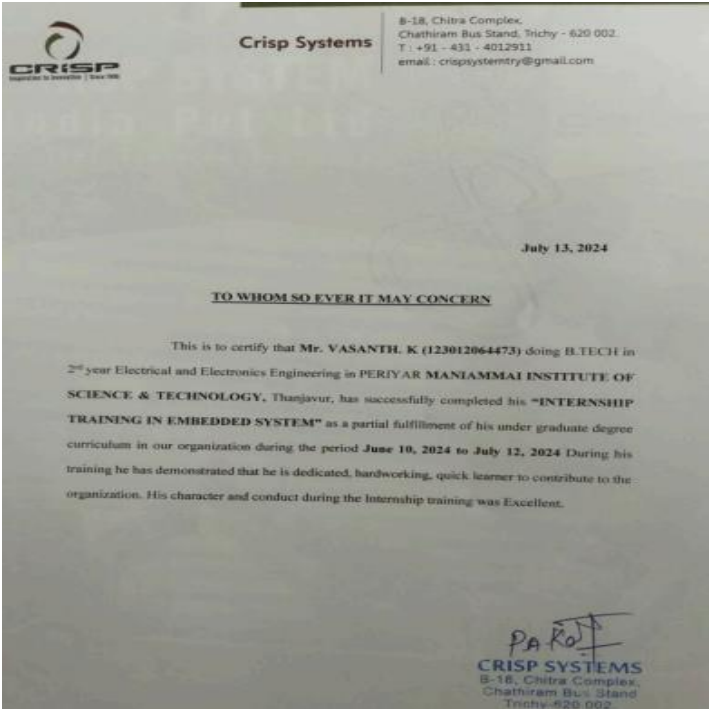 CRISP
Crisp Systems
B-18, Chitra Complex,
Chathiram Bus Stand, Trichy - 620 002.
T : +91 - 431 - 4012911
email : crispsystemtry@gmail.com
July 13, 2024
TO WHOM SO EVER IT MAY CONCERN
This is to certify that Mr. VASANTH. K (123012064473) doing B.TECH in
2nd year Electrical and Electronics Engineering in PERIYAR MANIAMMAI INSTITUTE OF
SCIENCE & TECHNOLOGY, Thanjavur, has successfully completed his “INTERNSHIP
TRAINING IN EMBEDDED SYSTEM” as a partial fulfillment of his under graduate degree
curriculum in our organization during the period June 10, 2024 to July 12, 2024 During his
training he has demonstrated that he is dedicated, hardworking, quick learner to contribute to the
organization. His character and conduct during the Internship training was Excellent.
CRISP SYSTEMS
B-18, Chitra Complex,
Chathiram Bus Stand
Trichy-620 002.